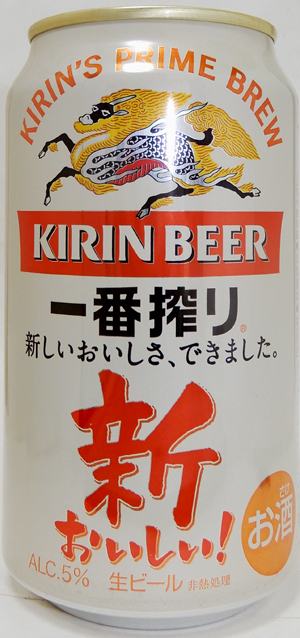 KIRIN'S PRIME BREW
KIRIN BEER
一番搾り®
新しいおいしさ、できました。
新
おいしい!
さけ
お酒
ALC.5% 生ビール 非熱処理